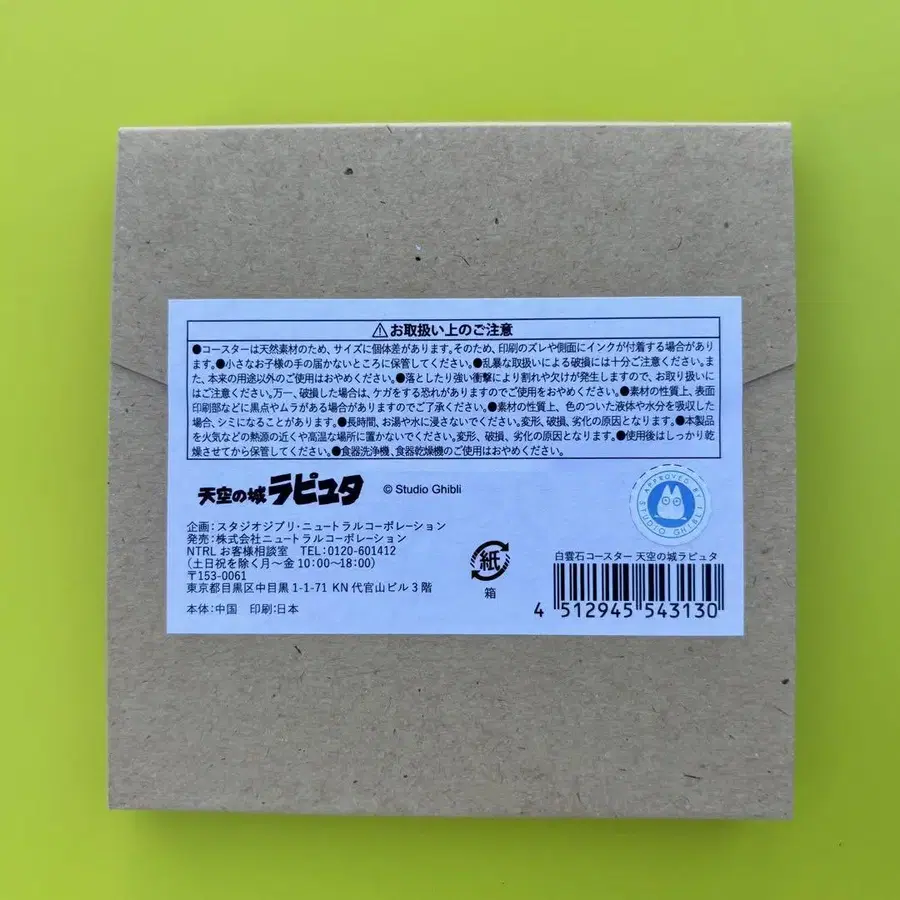 ⚠お取扱い上のご注意
●コースターは天然素材のため、サイズに個体差があります。そのため、印刷のズレや側面にインクが付着する場合があり
ます。●小さなお子様の手の届かないところに保管してください。●乱暴な取扱いによる破損には十分ご注意ください。ま
た、本来の用途以外のご使用はおやめください。●落としたり強い衝撃により割れや欠けが発生しますので、お取り扱いに
はご注意ください。万一、破損した場合は、ケガをする恐れがありますのでご使用をおやめください。●素材の性質上、表面
印刷部などに黒点やムラがある場合がありますのでご了承ください。●素材の性質上、色のついた液体や水分を吸収した
場合、シミになることがあります。●長時間、お湯や水に浸さないでください。変形、破損、劣化の原因となります。●本製品
を火気などの熱源の近くや高温な場所に置かないでください。変形、破損、劣化の原因となります。●使用後はしっかり乾
燥させてから保管してください。●食器洗浄機、食器乾燥機のご使用はおやめください。
天空の城ラピュタ © Studio Ghibli
APPROVED BY STUDIO GHIBLI
企画：スタジオジブリ・ニュートラルコーポレーション
発売：株式会社ニュートラルコーポレーション
NTRL お客様相談室 TEL：0120-601412
（土日祝を除く月〜金 10：00〜18：00）
〒153-0061
東京都目黒区中目黒 1-1-71 KN 代官山ビル 3 階
本体：中国 印刷：日本
紙
箱
白雲石コースター 天空の城ラピュタ
4 512945 543130